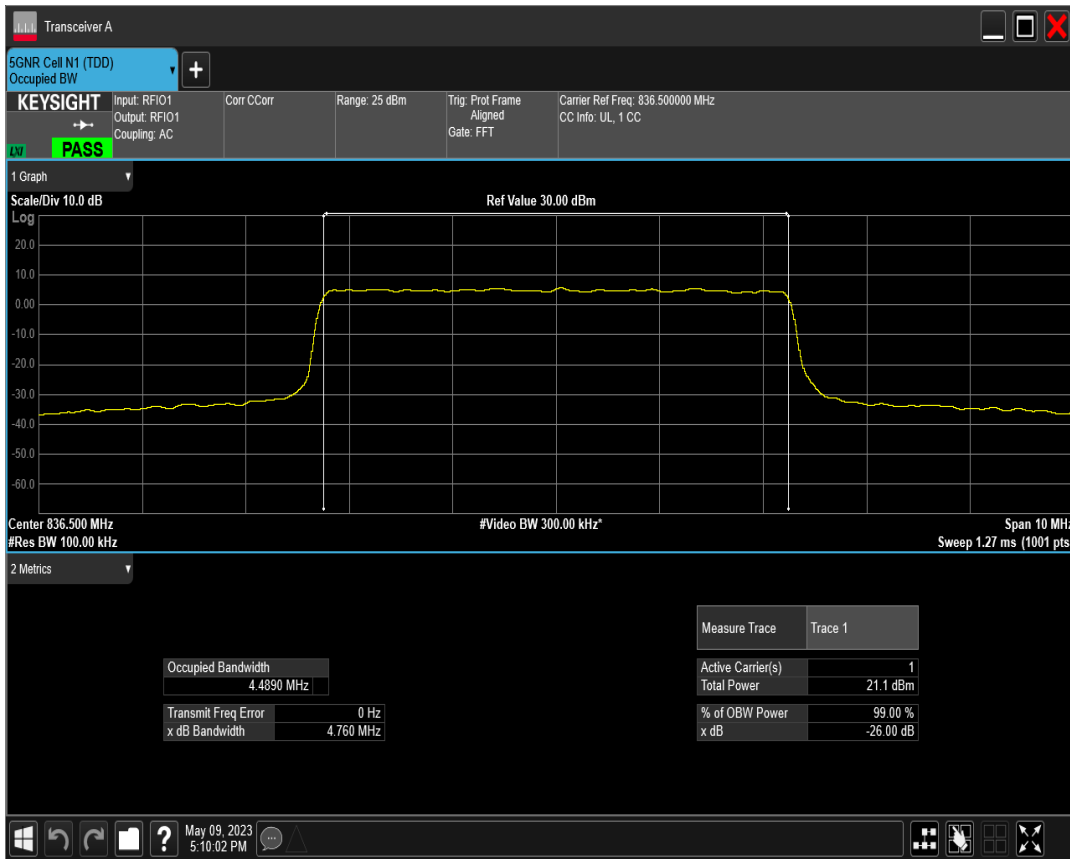 Transceiver A
5GNR Cell N1 (TDD)
Occupied BW
+
KEYSIGHT
LXI
PASS
Input: RFIO1
Output: RFIO1
Coupling: AC
Corr CCorr
Range: 25 dBm
Trig: Prot Frame
Aligned
Gate: FFT
Carrier Ref Freq: 836.500000 MHz
CC Info: UL, 1 CC
1 Graph
Scale/Div 10.0 dB
Ref Value 30.00 dBm
Log
20.0
10.0
0.00
-10.0
-20.0
-30.0
-40.0
-50.0
-60.0
Center 836.500 MHz
#Video BW 300.00 kHz*
Span 10 MHz
#Res BW 100.00 kHz
Sweep 1.27 ms (1001 pts
2 Metrics
Measure Trace Trace 1
Occupied Bandwidth
4.4890 MHz
Active Carrier(s) 1
Total Power 21.1 dBm
Transmit Freq Error 0 Hz
x dB Bandwidth 4.760 MHz
% of OBW Power 99.00 %
x dB -26.00 dB
?
May 09, 2023
5:10:02 PM